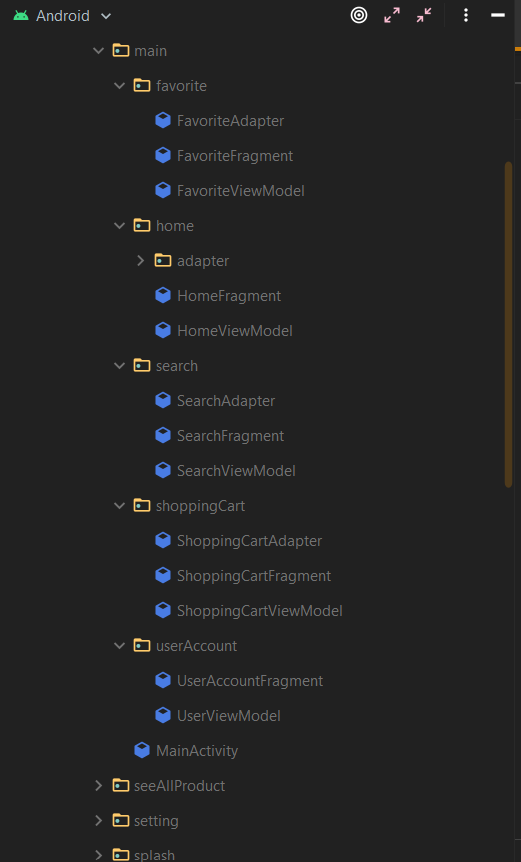 Android
main
favorite
FavoriteAdapter
FavoriteFragment
FavoriteViewModel
home
adapter
HomeFragment
HomeViewModel
search
SearchAdapter
SearchFragment
SearchViewModel
shoppingCart
ShoppingCartAdapter
ShoppingCartFragment
ShoppingCartViewModel
userAccount
UserAccountFragment
UserViewModel
MainActivity
seeAllProduct
setting
splash